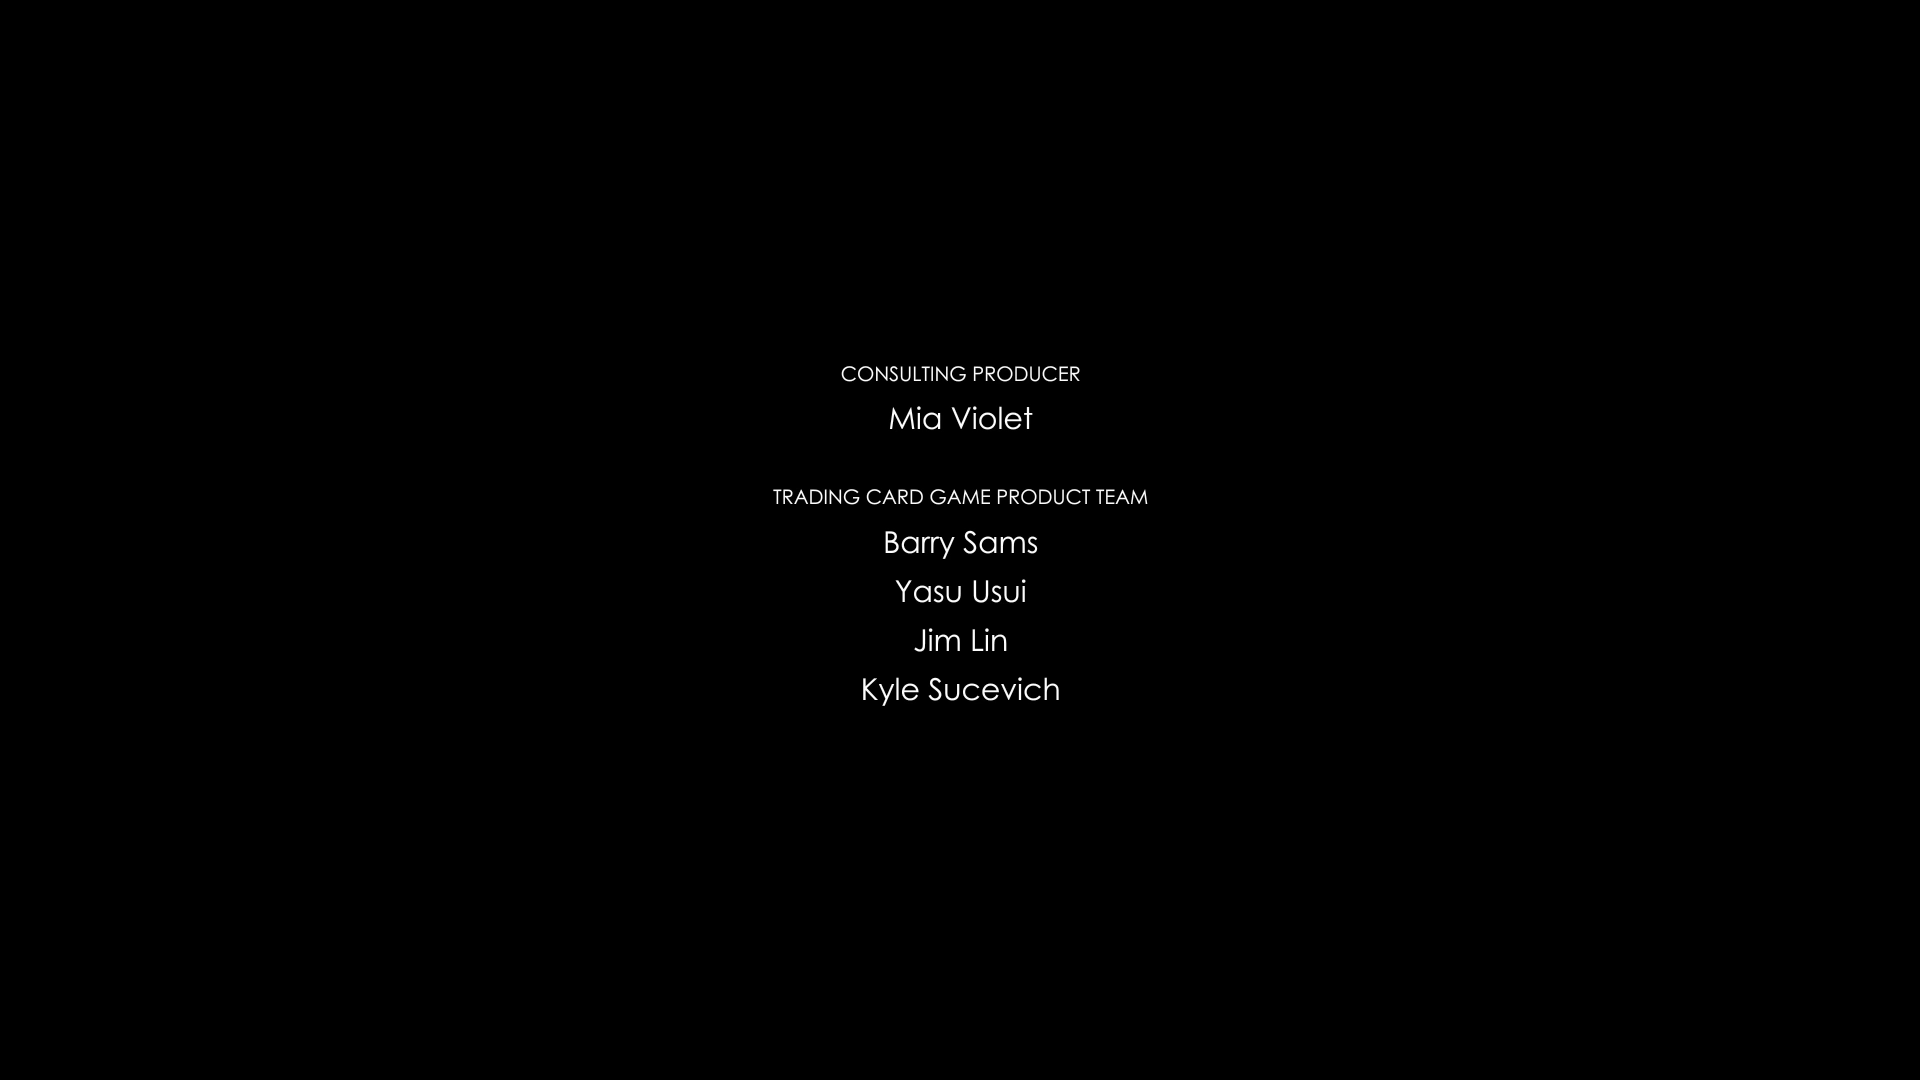 CONSULTING PRODUCER
Mia Violet
TRADING CARD GAME PRODUCT TEAM
Barry Sams
Yasu Usui
Jim Lin
Kyle Sucevich